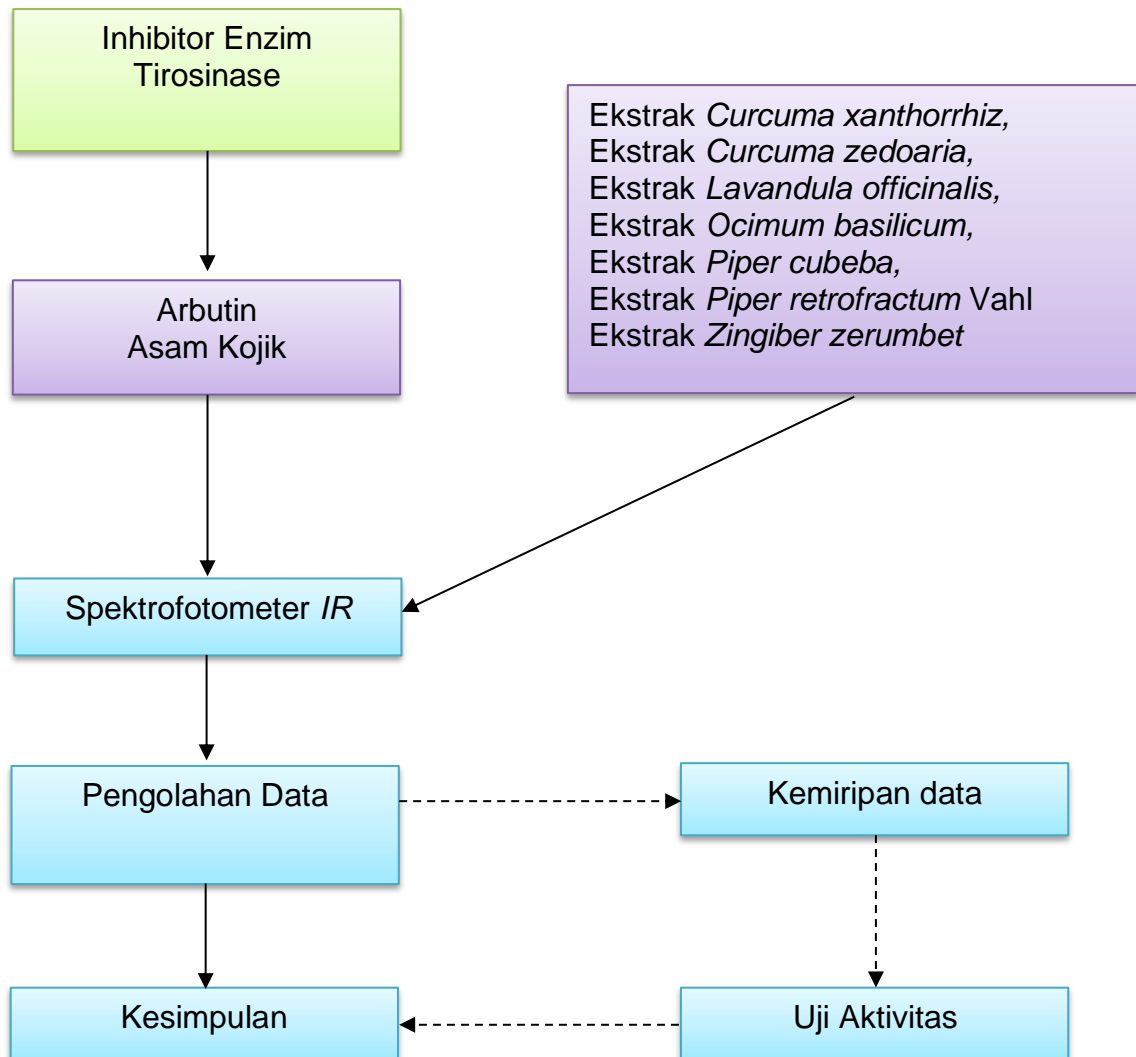 Inhibitor Enzim
Tirosinase
Ekstrak Curcuma xanthorrhiz,
Ekstrak Curcuma zedoaria,
Ekstrak Lavandula officinalis,
Ekstrak Ocimum basilicum,
Ekstrak Piper cubeba,
Ekstrak Piper retrofractum Vahl
Ekstrak Zingiber zerumbet
Arbutin
Asam Kojik
Spektrofotometer IR
Pengolahan Data
Kemiripan data
Kesimpulan
Uji Aktivitas